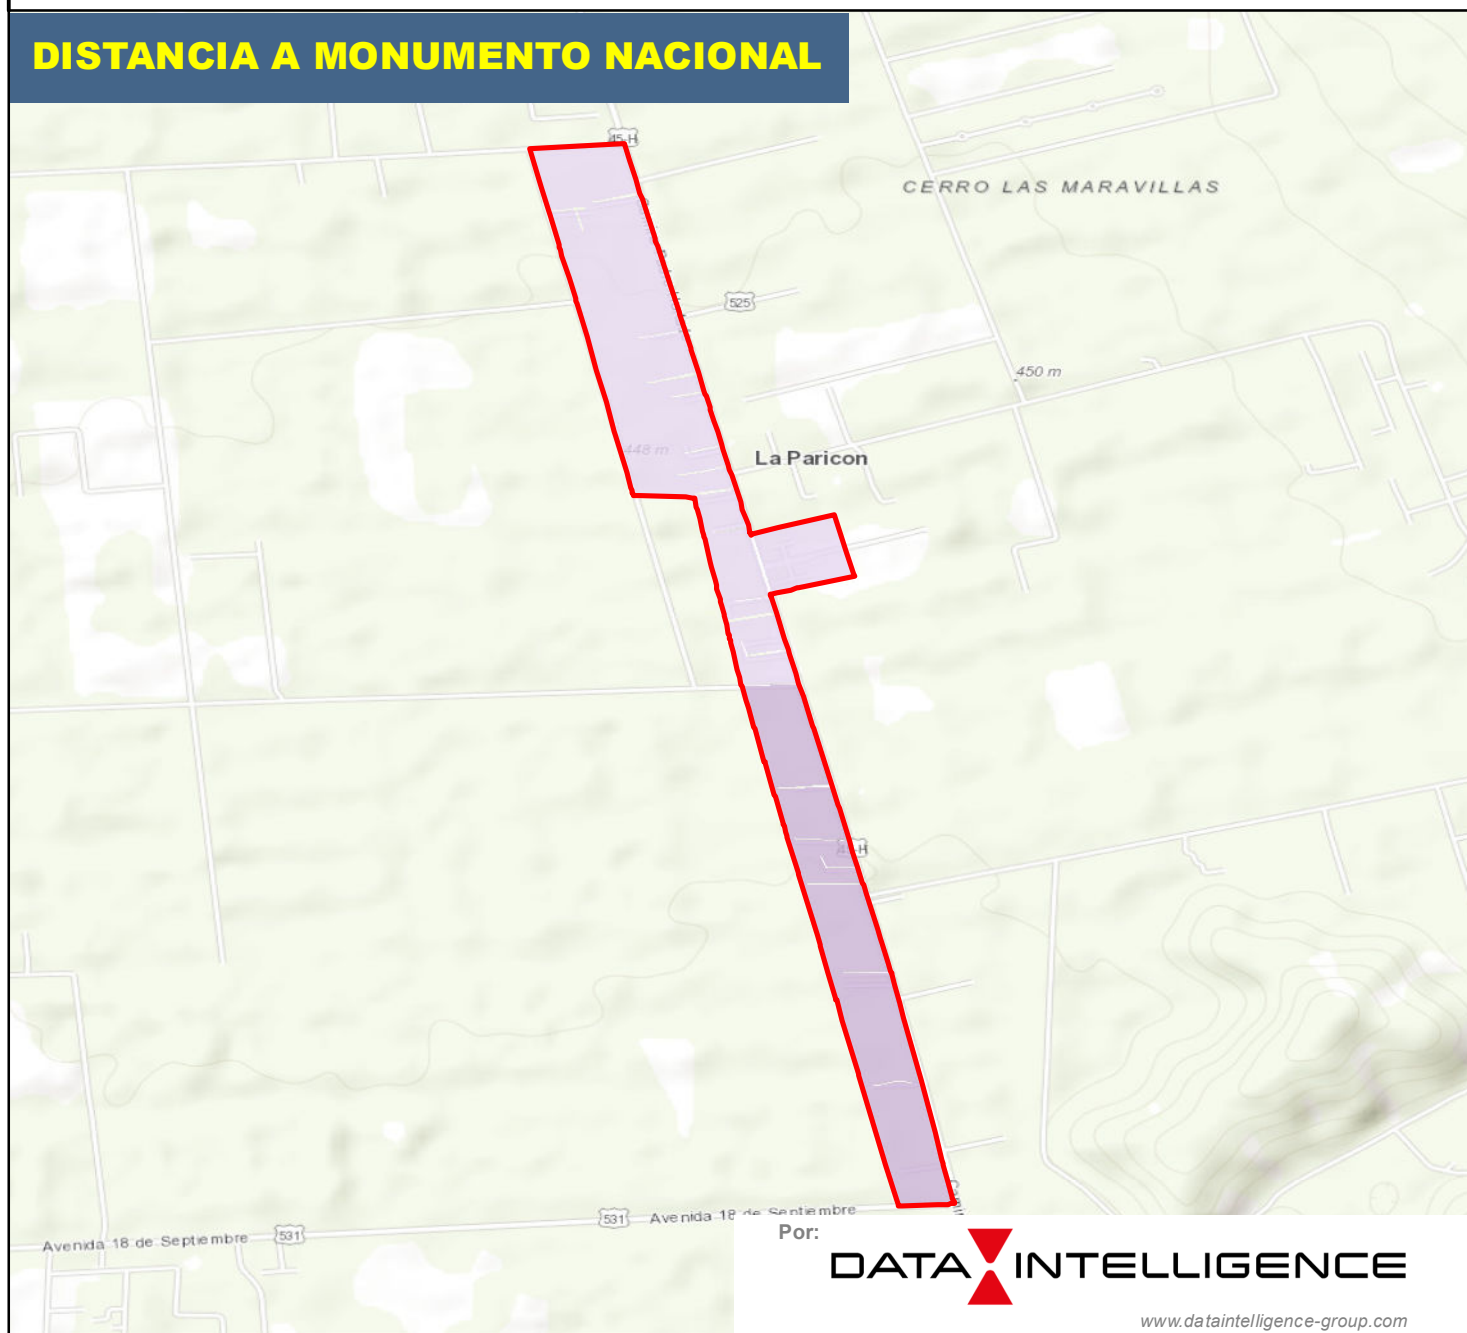 DISTANCIA A MONUMENTO NACIONAL
45-H
CERRO LAS MARAVILLAS
525
450 m
448 m
La Paricon
531
Avenida 18 de Septiembre
Avenida 18 de Septiembre
531
Por:
DATA INTELLIGENCE
www.dataintelligence-group.com